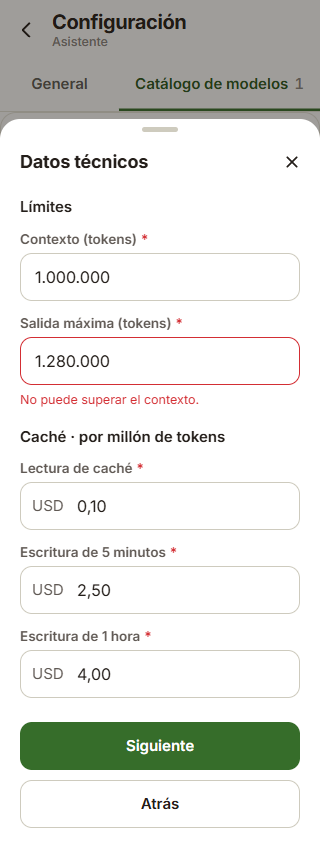 Configuración
Asistente
General
Catálogo de modelos 1
Datos técnicos
Límites
Contexto (tokens) *
1.000.000
Salida máxima (tokens) *
1.280.000
No puede superar el contexto.
Caché · por millón de tokens
Lectura de caché *
USD 0,10
Escritura de 5 minutos *
USD 2,50
Escritura de 1 hora *
USD 4,00
Siguiente
Atrás